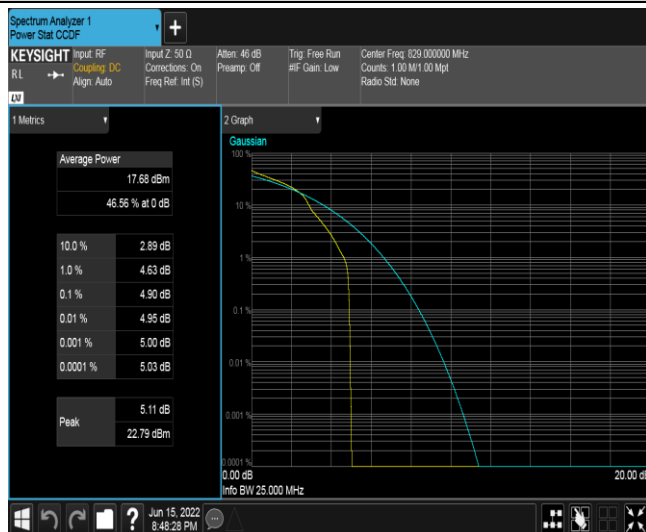 Spectrum Analyzer 1
Power Stat CCDF
+
KEYSIGHT
RL
LXI
Input: RF
Coupling: DC
Align: Auto
Input Z: 50 Ω
Corrections: On
Freq Ref: Int (S)
Atten: 46 dB
Preamp: Off
Trig: Free Run
#IF Gain: Low
Center Freq: 829.000000 MHz
Counts: 1.00 M/1.00 Mpt
Radio Std: None
1 Metrics
Average Power
17.68 dBm
46.56 % at 0 dB
10.0 % 2.89 dB
1.0 % 4.63 dB
0.1 % 4.90 dB
0.01 % 4.95 dB
0.001 % 5.00 dB
0.0001 % 5.03 dB
Peak
5.11 dB
22.79 dBm
2 Graph
Gaussian
100 %
10 %
1 %
0.1 %
0.01 %
0.001 %
0.0001 %
0.00 dB
20.00 dB
Info BW 25.000 MHz
?
Jun 15, 2022
8:48:28 PM